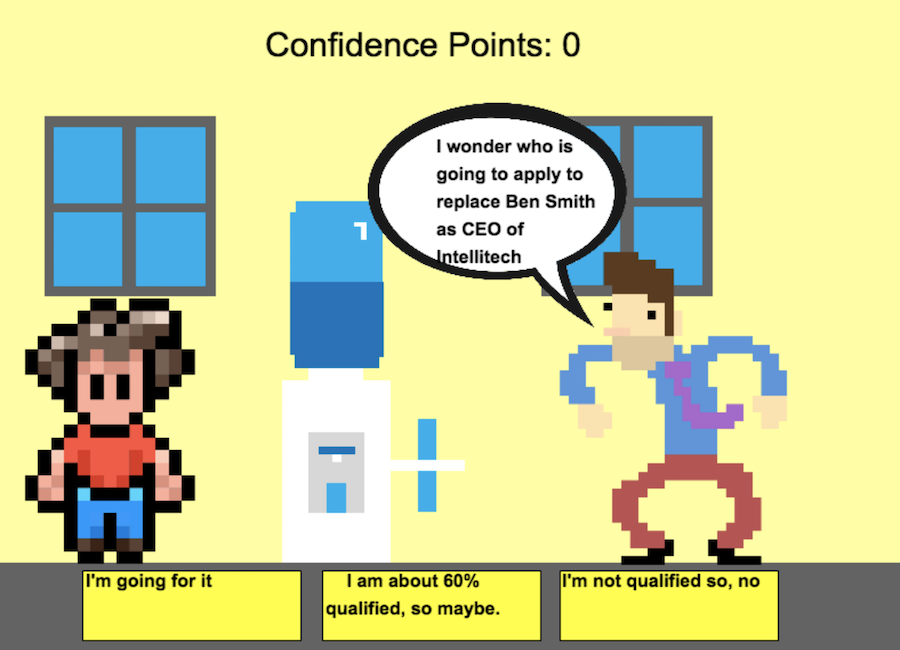 Confidence Points: 0
I wonder who is
going to apply to
replace Ben Smith
as CEO of
Intellitech
I'm going for it
I am about 60%
qualified, so maybe.
I'm not qualified so, no